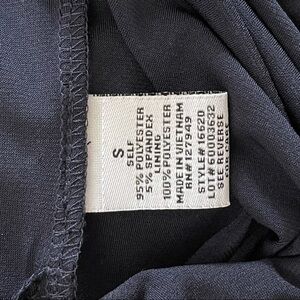 S
SELF
95% POLYESTER
5% SPANDEX
LINING
100% POLYESTER
MADE IN VIETNAM
RN# 127949
STYLE# 16620
LOT# PO003632
SEE REVERSE
FOR CARE